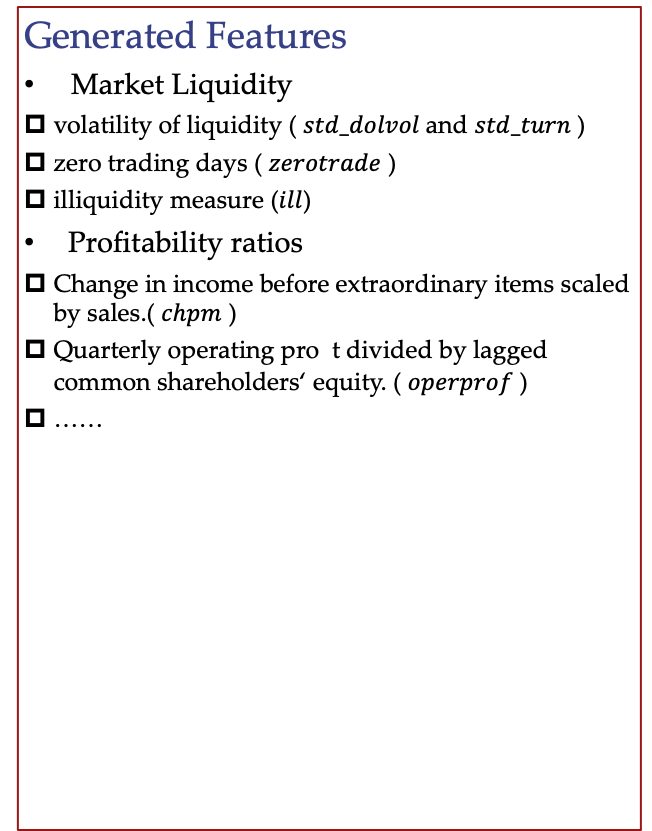 Generated Features
• Market Liquidity
volatility of liquidity ( std_dolvol and std_turn )
zero trading days ( zerotrade )
illiquidity measure (ill)
• Profitability ratios
Change in income before extraordinary items scaled
by sales.( chpm )
Quarterly operating pro t divided by lagged
common shareholders‘ equity. ( operprof )
……